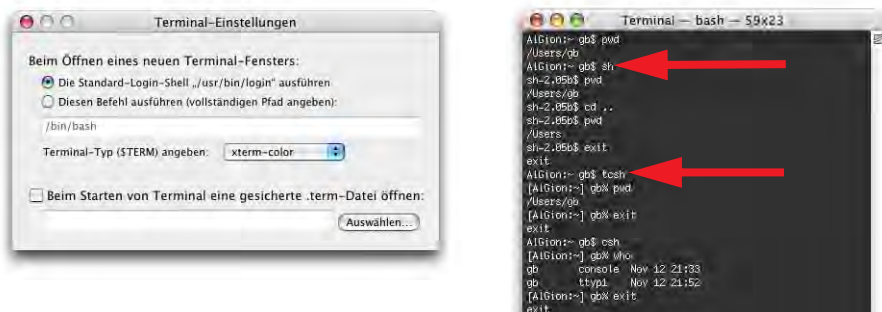 Terminal-Einstellungen
Beim Öffnen eines neuen Terminal-Fensters:
Die Standard-Login-Shell „/usr/bin/login" ausführen
Diesen Befehl ausführen (vollständigen Pfad angeben):
/bin/bash
Terminal-Typ ($TERM) angeben: xterm-color
Beim Starten von Terminal eine gesicherte .term-Datei öffnen:
Auswählen...
Terminal — bash — 59x23
AlGion:~ gb$ pwd
/Users/gb
AlGion:~ gb$ sh
sh-2.05b$ pwd
/Users/gb
sh-2.05b$ cd ..
sh-2.05b$ pwd
/Users
sh-2.05b$ exit
exit
AlGion:~ gb$ tcsh
[AlGion:~] gb% pwd
/Users/gb
[AlGion:~] gb% exit
exit
AlGion:~ gb$ csh
[AlGion:~] gb% who
gb console Nov 12 21:33
gb ttyp1 Nov 12 21:52
[AlGion:~] gb% exit
exit